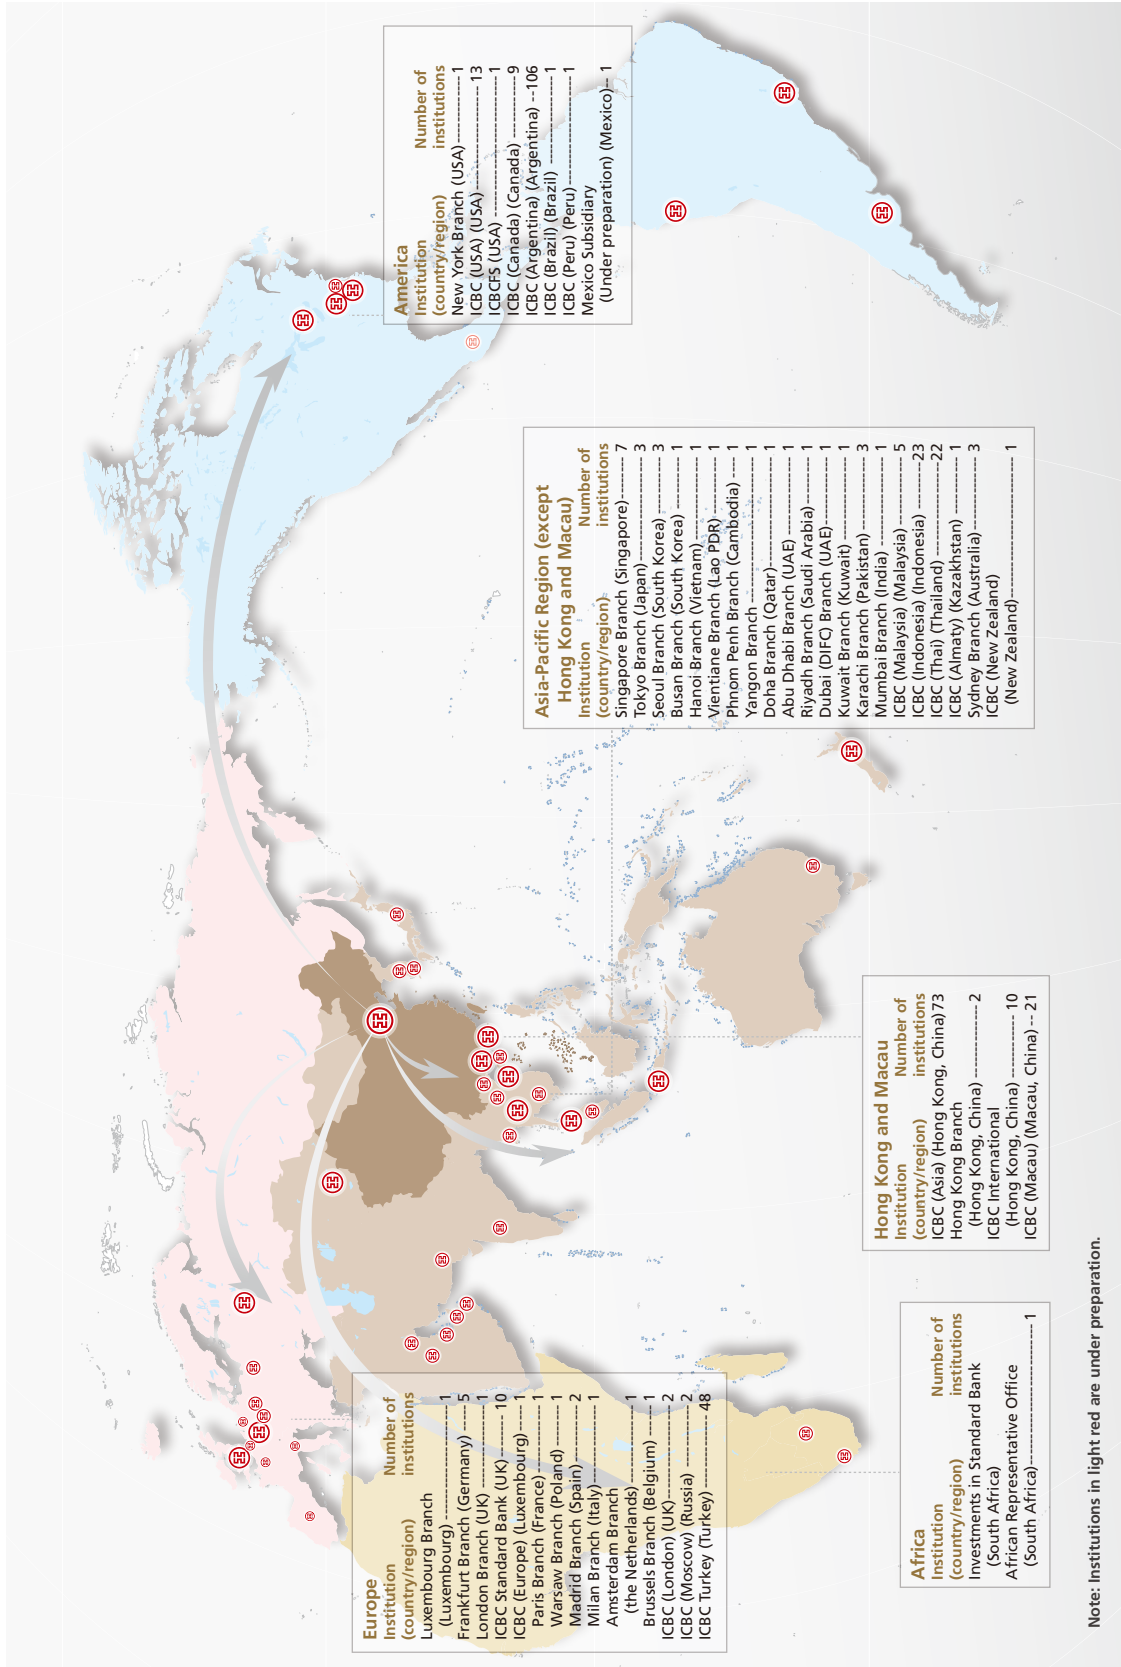 America
Institution Number of
(country/region) institutions
New York Branch (USA) 1
ICBC (USA) (USA) 13
ICBCFS (USA) 1
ICBC (Canada) (Canada) 9
ICBC (Argentina) (Argentina) --106
ICBC (Brazil) (Brazil) 1
ICBC (Peru) (Peru) 1
Mexico Subsidiary
(Under preparation) (Mexico)-- 1
Asia-Pacific Region (except
Hong Kong and Macau)
Institution Number of
(country/region) institutions
Singapore Branch (Singapore) 7
Tokyo Branch (Japan) 3
Seoul Branch (South Korea) 3
Busan Branch (South Korea) 1
Hanoi Branch (Vietnam) 1
Vientiane Branch (Lao PDR) 1
Phnom Penh Branch (Cambodia) ---- 1
Yangon Branch 1
Doha Branch (Qatar) 1
Abu Dhabi Branch (UAE) 1
Riyadh Branch (Saudi Arabia) 1
Dubai (DIFC) Branch (UAE) 1
Kuwait Branch (Kuwait) 1
Karachi Branch (Pakistan) 3
Mumbai Branch (India) 1
ICBC (Malaysia) (Malaysia) 5
ICBC (Indonesia) (Indonesia) 23
ICBC (Thai) (Thailand) 22
ICBC (Almaty) (Kazakhstan) 1
Sydney Branch (Australia) 3
ICBC (New Zealand)
(New Zealand) 1
Hong Kong and Macau
Institution Number of
(country/region) institutions
ICBC (Asia) (Hong Kong, China) 73
Hong Kong Branch
(Hong Kong, China) 2
ICBC International
(Hong Kong, China) 10
ICBC (Macau) (Macau, China) -- 21
Europe
Institution Number of
(country/region) institutions
Luxembourg Branch
(Luxembourg) 1
Frankfurt Branch (Germany) 5
London Branch (UK) 1
ICBC Standard Bank (UK) 10
ICBC (Europe) (Luxembourg) 1
Paris Branch (France) 1
Warsaw Branch (Poland) 1
Madrid Branch (Spain) 2
Milan Branch (Italy) 1
Amsterdam Branch
(the Netherlands) 1
Brussels Branch (Belgium) 1
ICBC (London) (UK) 2
ICBC (Moscow) (Russia) 2
ICBC Turkey (Turkey) 48
Africa
Institution Number of
(country/region) institutions
Investments in Standard Bank
(South Africa)
African Representative Office
(South Africa) 1
Note: Institutions in light red are under preparation.